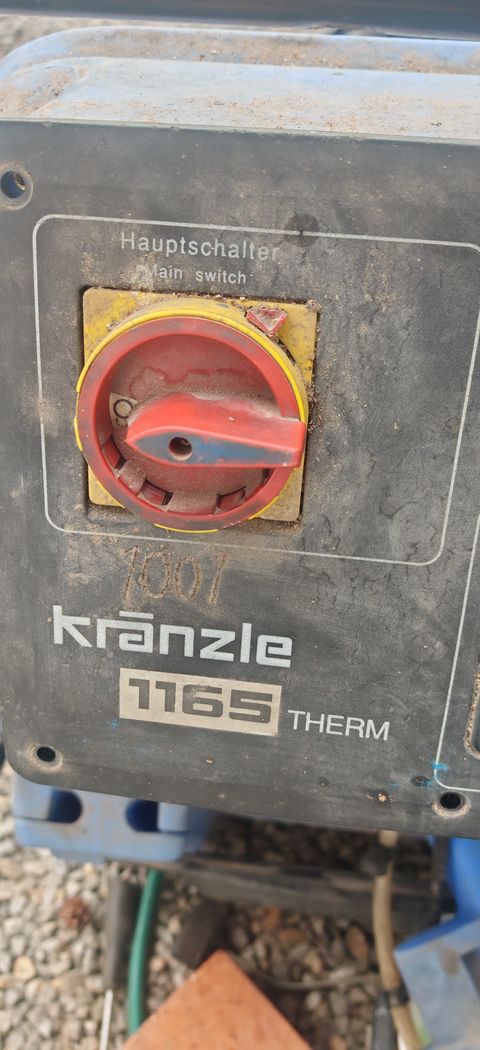 Hauptschalter
Main switch
1001
kränzle
1165 THERM